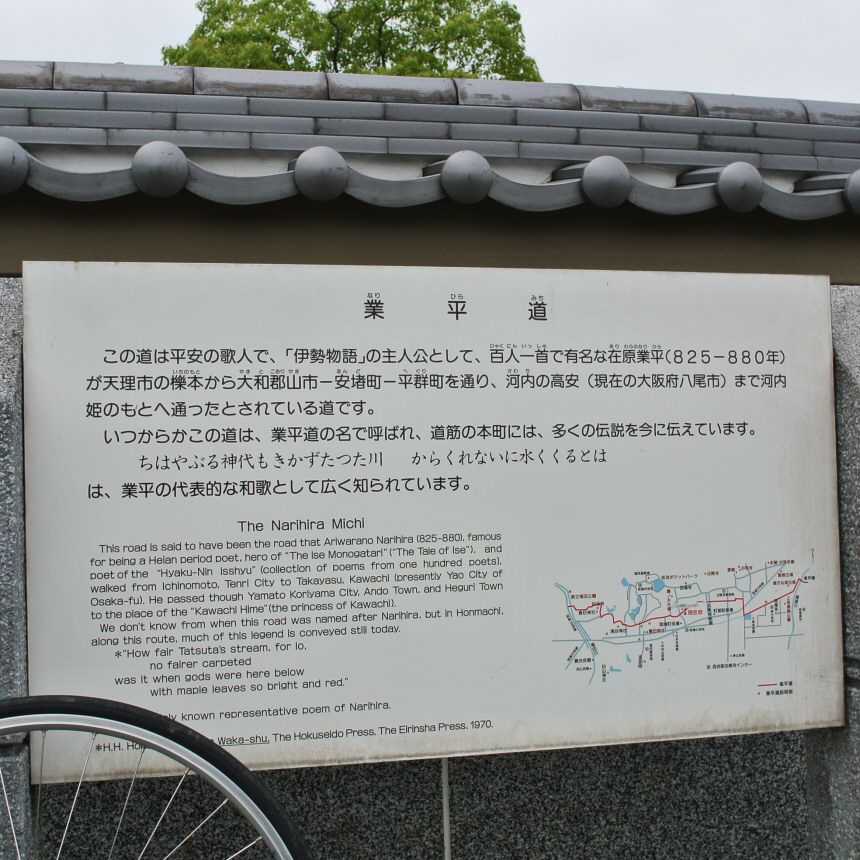 業平道
この道は平安の歌人で、「伊勢物語」の主人公として、百人一首で有名な在原業平(825-880年)
が天理市の櫟本から大和郡山市-安堵町-平群町を通り、河内の高安(現在の大阪府八尾市)まで河内
姫のもとへ通ったとされている道です。
いつからかこの道は、業平道の名で呼ばれ、道筋の本町には、多くの伝説を今に伝えています。
ちはやぶる神代もきかずたつた川 からくれないに水くくるとは
は、業平の代表的な和歌として広く知られています。
The Narihira Michi
This road is said to have been the road that Ariwarano Narihira (825-880), famous
for being a Heian period poet, hero of "The Ise Monogatari" ("The Tale of Ise"), and
poet of the "Hyaku-Nin Isshyu" (collection of poems from one hundred poets),
walked from Ichinomoto, Tenri City to Takayasu, Kawachi (presently Yao City of
Osaka-fu). He passed though Yamato Koriyama City, Ando Town, and Heguri Town
to the place of the "Kawachi Hime" (the princess of Kawachi).
We don't know from when this road was named after Narihira, but in Honmachi,
along this route, much of this legend is conveyed still today.
*"How fair Tatsuta's stream, for lo,
no fairer carpeted
was it when gods were here below
with maple leaves so bright and red."
known representative poem of Narihira.
*H.H. Waka-shu, The Hokuseido Press, The Eirinsha Press, 1970.
現在地
業平道